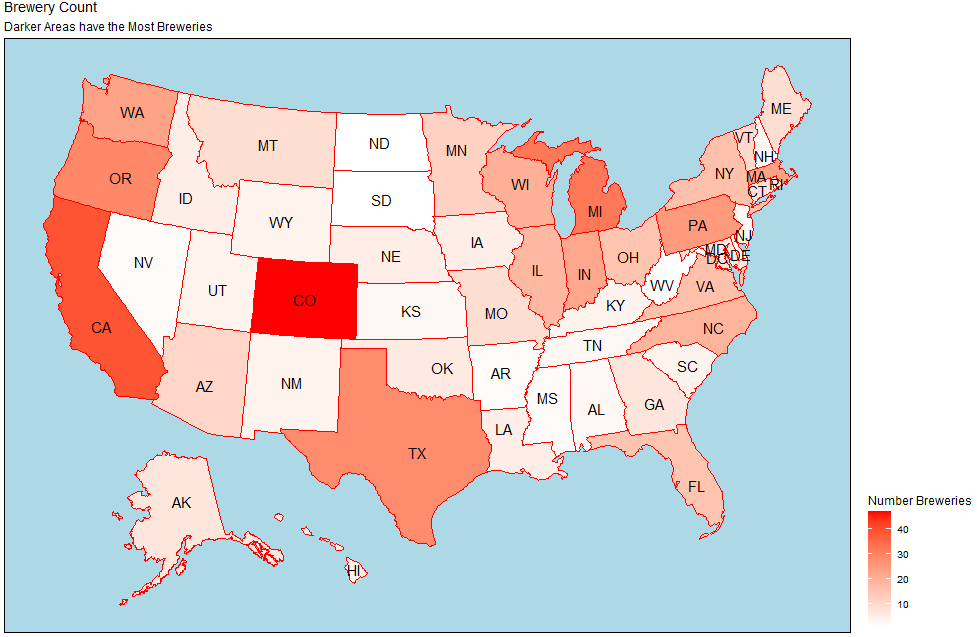 Brewery Count
Darker Areas have the Most Breweries
WA
MT
ND
MN
ME
VT
NH
OR
ID
SD
WI
NY
MA
CT
RI
WY
MI
PA
NJ
NV
UT
NE
IA
IL
IN
OH
MD
DE
DC
WV
VA
CO
KS
MO
KY
CA
NC
TN
AZ
NM
OK
AR
SC
MS
AL
GA
LA
TX
FL
AK
HI
Number Breweries
40
30
20
10